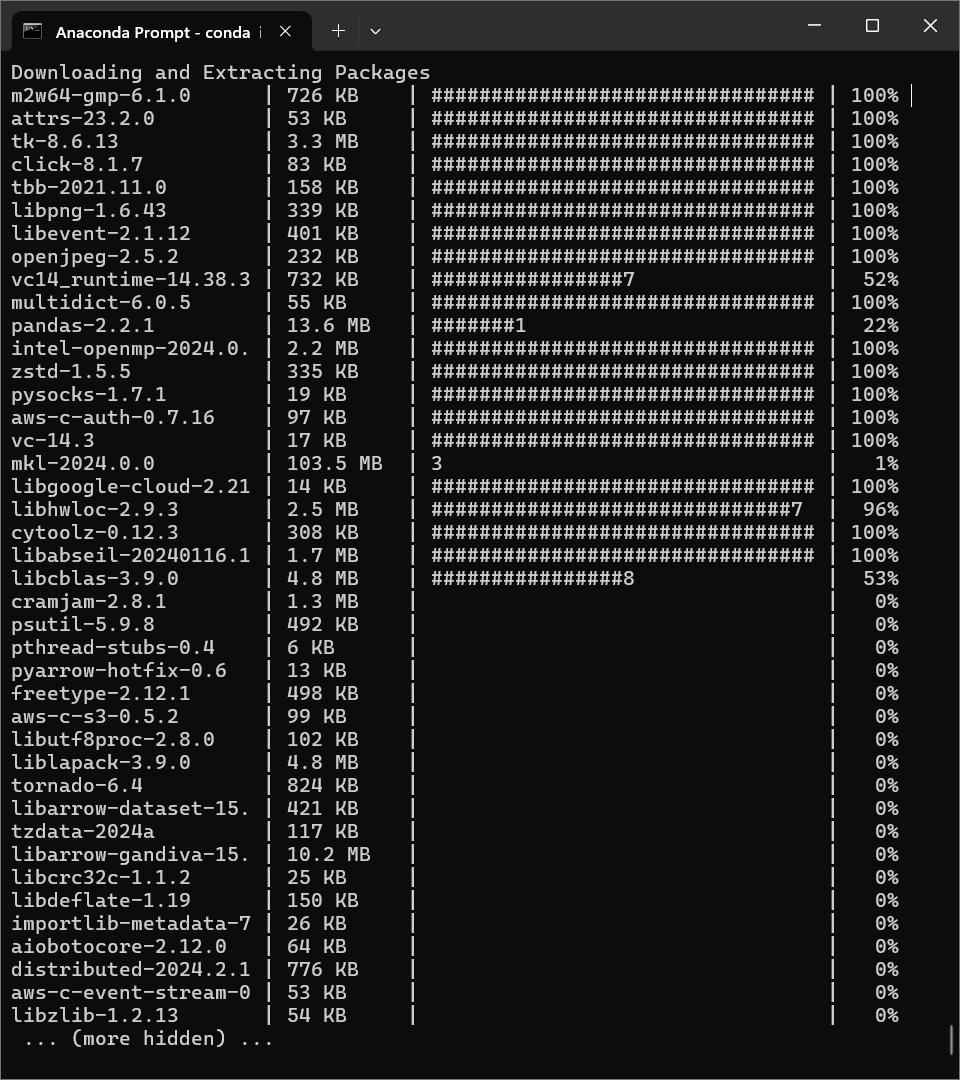 Anaconda Prompt - conda i
Downloading and Extracting Packages
m2w64-gmp-6.1.0      | 726 KB    | ################################ | 100%
attrs-23.2.0         | 53 KB     | ################################ | 100%
tk-8.6.13            | 3.3 MB    | ################################ | 100%
click-8.1.7          | 83 KB     | ################################ | 100%
tbb-2021.11.0        | 158 KB    | ################################ | 100%
libpng-1.6.43        | 339 KB    | ################################ | 100%
libevent-2.1.12      | 401 KB    | ################################ | 100%
openjpeg-2.5.2       | 232 KB    | ################################ | 100%
vc14_runtime-14.38.3 | 732 KB    | ################7                |  52%
multidict-6.0.5      | 55 KB     | ################################ | 100%
pandas-2.2.1         | 13.6 MB   | #######1                         |  22%
intel-openmp-2024.0. | 2.2 MB    | ################################ | 100%
zstd-1.5.5           | 335 KB    | ################################ | 100%
pysocks-1.7.1        | 19 KB     | ################################ | 100%
aws-c-auth-0.7.16    | 97 KB     | ################################ | 100%
vc-14.3              | 17 KB     | ################################ | 100%
mkl-2024.0.0         | 103.5 MB  | 3                                |   1%
libgoogle-cloud-2.21 | 14 KB     | ################################ | 100%
libhwloc-2.9.3       | 2.5 MB    | ##############################7  |  96%
cytoolz-0.12.3       | 308 KB    | ################################ | 100%
libabseil-20240116.1 | 1.7 MB    | ################################ | 100%
libcblas-3.9.0       | 4.8 MB    | ################8                |  53%
cramjam-2.8.1        | 1.3 MB    |                                  |   0%
psutil-5.9.8         | 492 KB    |                                  |   0%
pthread-stubs-0.4    | 6 KB      |                                  |   0%
pyarrow-hotfix-0.6   | 13 KB     |                                  |   0%
freetype-2.12.1      | 498 KB    |                                  |   0%
aws-c-s3-0.5.2       | 99 KB     |                                  |   0%
libutf8proc-2.8.0    | 102 KB    |                                  |   0%
liblapack-3.9.0      | 4.8 MB    |                                  |   0%
tornado-6.4          | 824 KB    |                                  |   0%
libarrow-dataset-15. | 421 KB    |                                  |   0%
tzdata-2024a         | 117 KB    |                                  |   0%
libarrow-gandiva-15. | 10.2 MB   |                                  |   0%
libcrc32c-1.1.2      | 25 KB     |                                  |   0%
libdeflate-1.19      | 150 KB    |                                  |   0%
importlib-metadata-7 | 26 KB     |                                  |   0%
aiobotocore-2.12.0   | 64 KB     |                                  |   0%
distributed-2024.2.1 | 776 KB    |                                  |   0%
aws-c-event-stream-0 | 53 KB     |                                  |   0%
libzlib-1.2.13       | 54 KB     |                                  |   0%
 ... (more hidden) ...